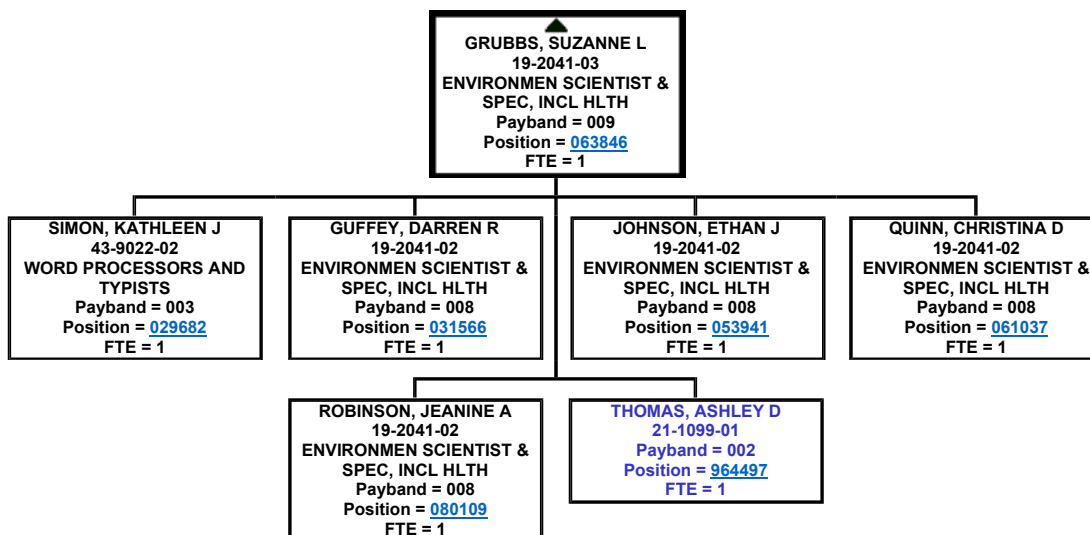 GRUBBS, SUZANNE L
19-2041-03
ENVIRONMEN SCIENTIST &
SPEC, INCL HLTH
Payband = 009
Position = 063846
FTE = 1
SIMON, KATHLEEN J
43-9022-02
WORD PROCESSORS AND
TYPISTS
Payband = 003
Position = 029682
FTE = 1
GUFFEY, DARREN R
19-2041-02
ENVIRONMEN SCIENTIST &
SPEC, INCL HLTH
Payband = 008
Position = 031566
FTE = 1
JOHNSON, ETHAN J
19-2041-02
ENVIRONMEN SCIENTIST &
SPEC, INCL HLTH
Payband = 008
Position = 053941
FTE = 1
QUINN, CHRISTINA D
19-2041-02
ENVIRONMEN SCIENTIST &
SPEC, INCL HLTH
Payband = 008
Position = 061037
FTE = 1
ROBINSON, JEANINE A
19-2041-02
ENVIRONMEN SCIENTIST &
SPEC, INCL HLTH
Payband = 008
Position = 080109
FTE = 1
THOMAS, ASHLEY D
21-1099-01
Payband = 002
Position = 964497
FTE = 1